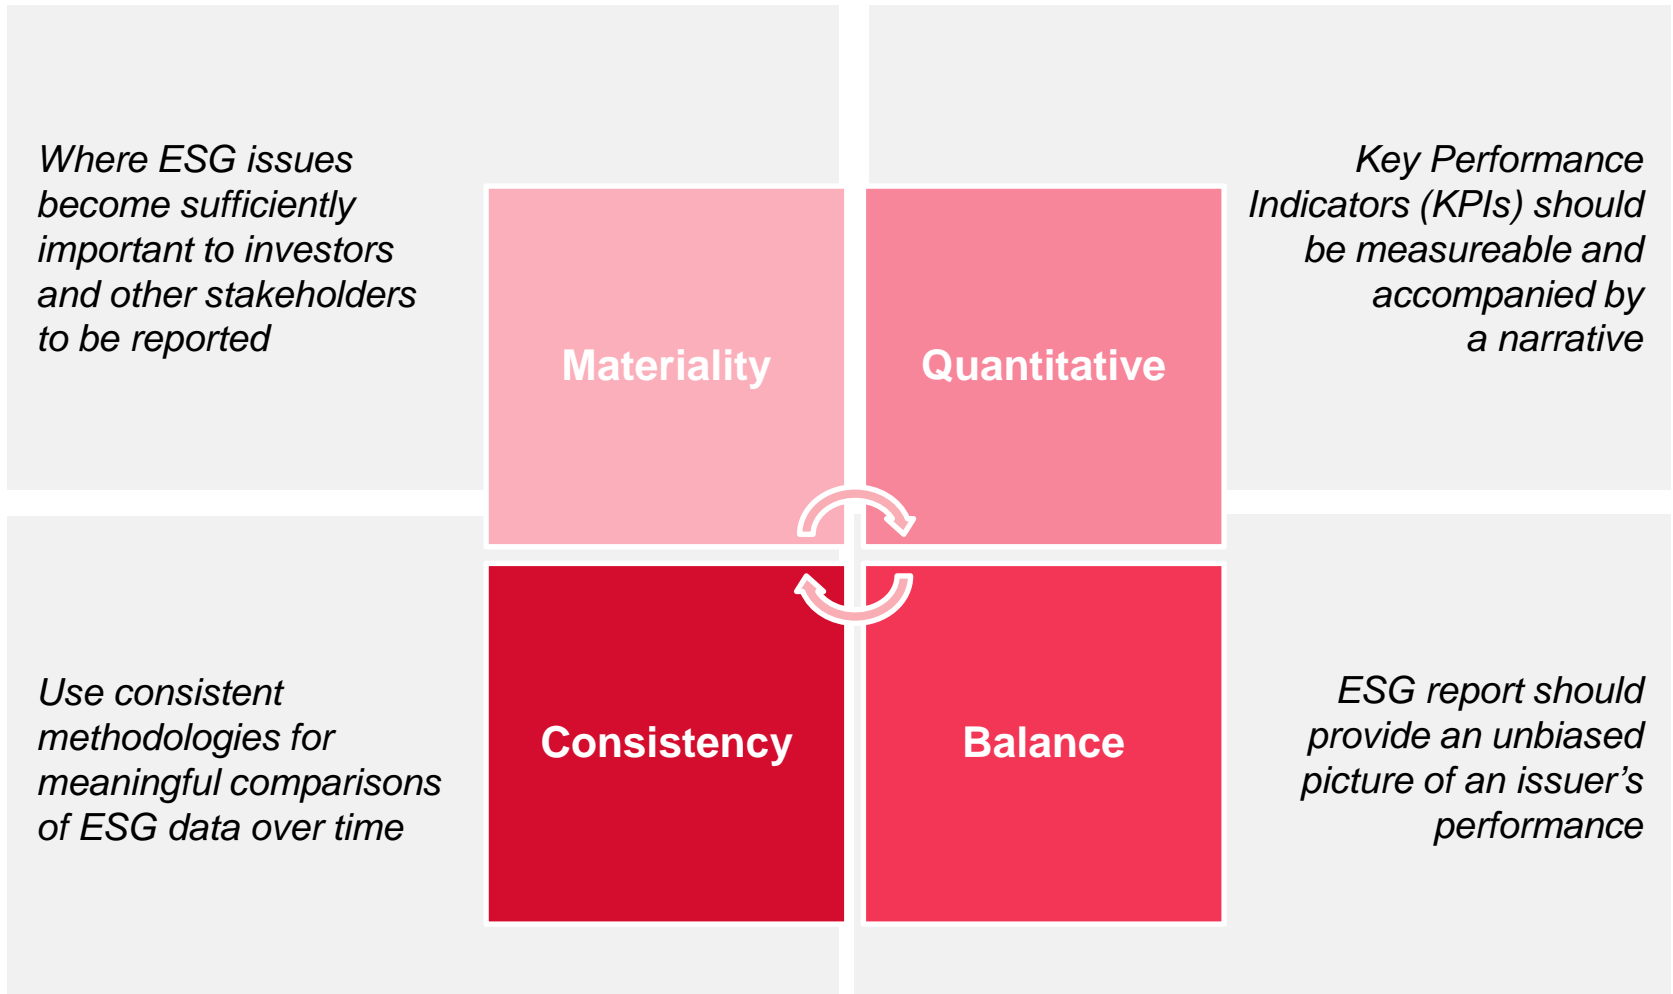 Where ESG issues
become sufficiently
important to investors
and other stakeholders
to be reported
Materiality
Quantitative
Key Performance
Indicators (KPIs) should
be measureable and
accompanied by
a narrative
Use consistent
methodologies for
meaningful comparisons
of ESG data over time
Consistency
Balance
ESG report should
provide an unbiased
picture of an issuer’s
performance